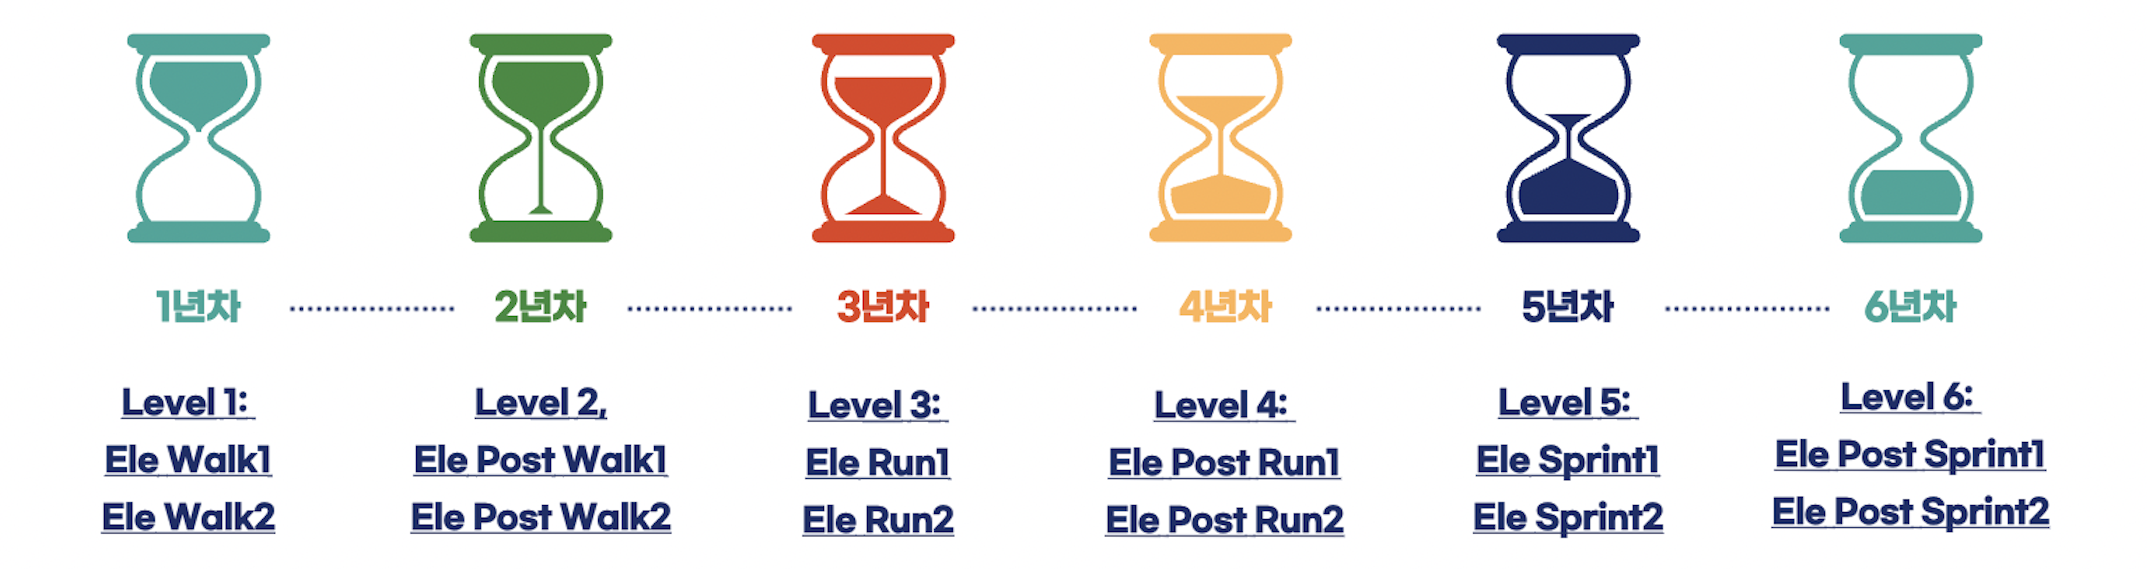 1년차
2년차
3년차
4년차
5년차
6년차
Level 1:
Ele Walk1
Ele Walk2
Level 2,
Ele Post Walk1
Ele Post Walk2
Level 3:
Ele Run1
Ele Run2
Level 4:
Ele Post Run1
Ele Post Run2
Level 5:
Ele Sprint1
Ele Sprint2
Level 6:
Ele Post Sprint1
Ele Post Sprint2